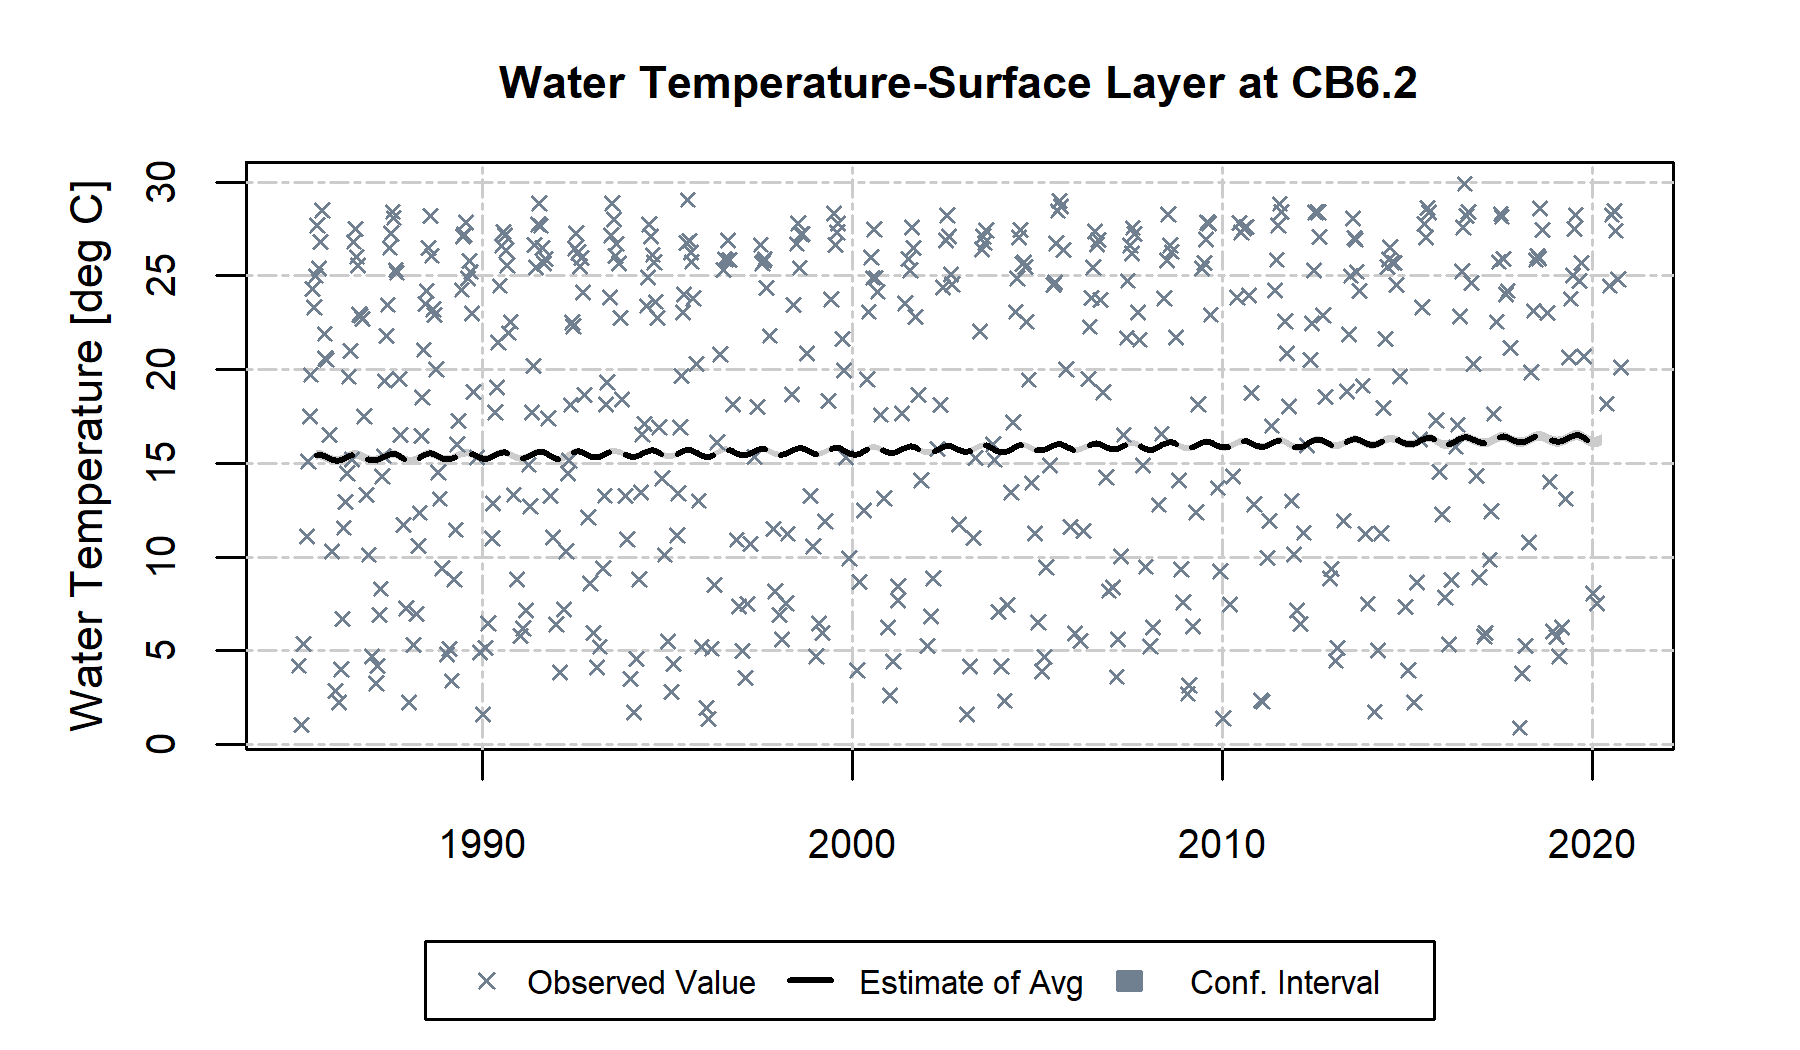 Water Temperature-Surface Layer at CB6.2
Water Temperature [deg C]
30
25
20
15
10
5
0
1990 2000 2010 2020
Observed Value Estimate of Avg Conf. Interval